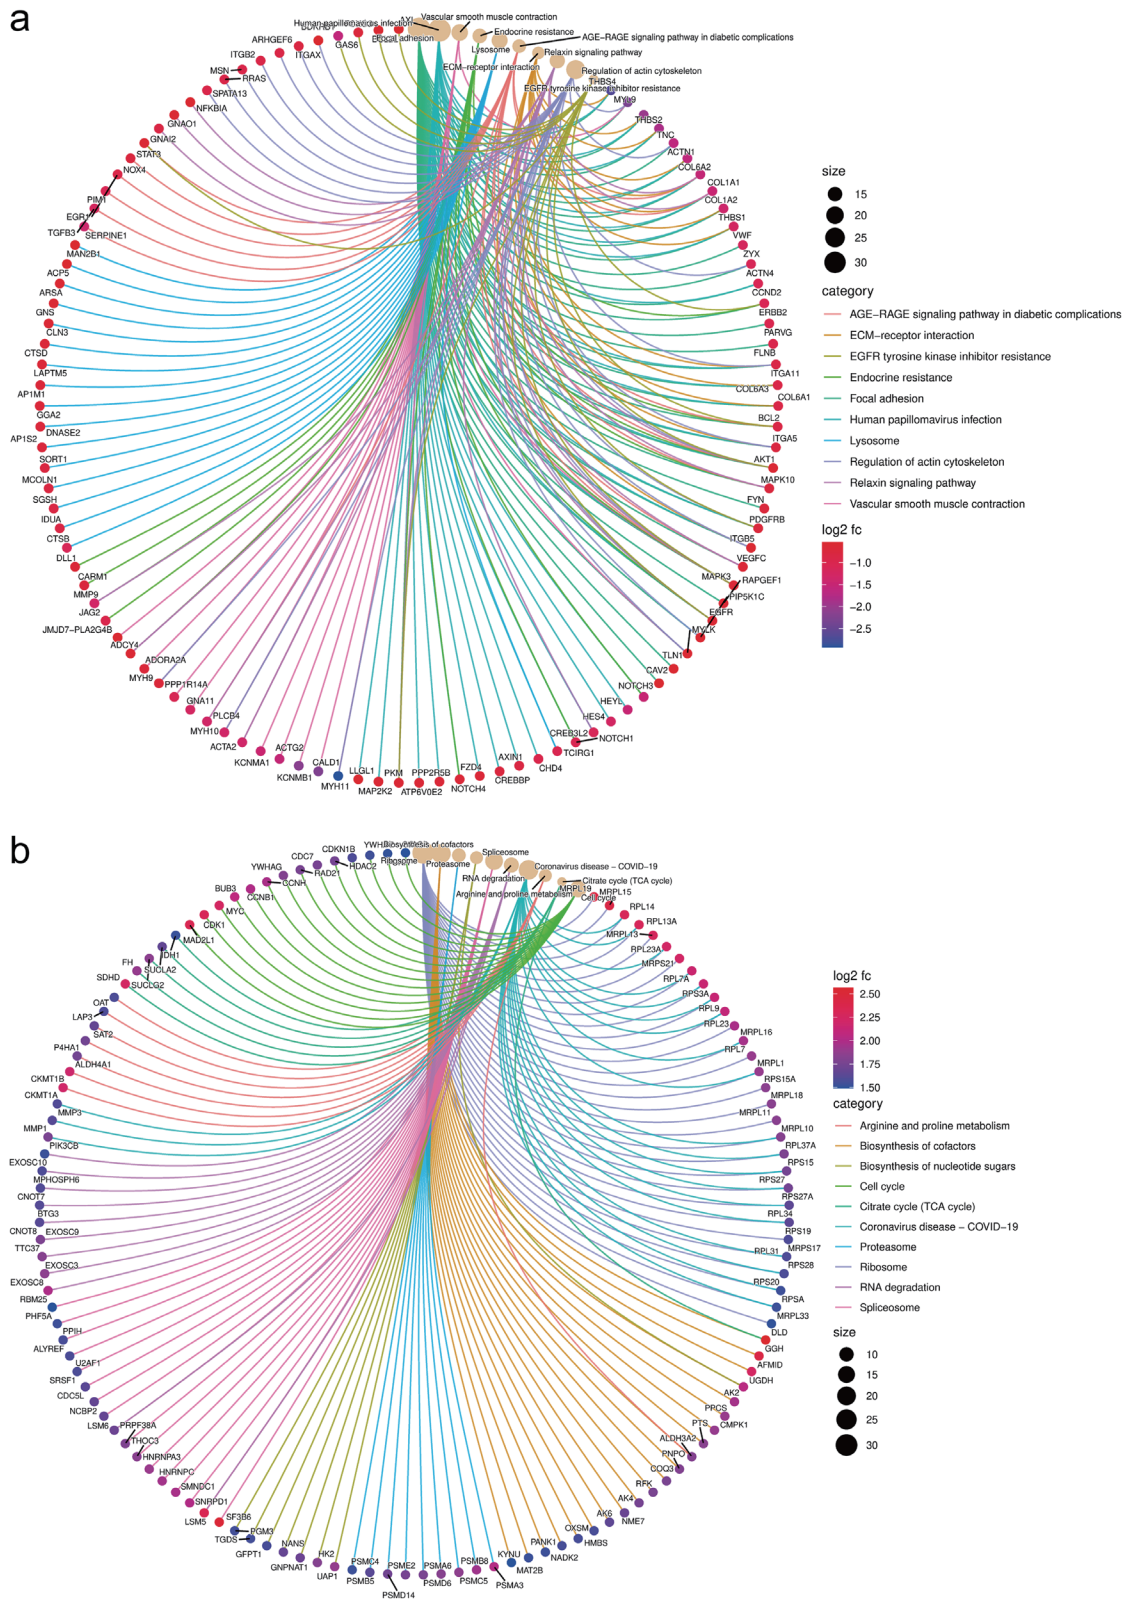 a
AXL
Vascular smooth muscle contraction
Human papillomavirus infection
Endocrine resistance
Focal adhesion
AGE−RAGE signaling pathway in diabetic complications
Lysosome
Relaxin signaling pathway
ECM−receptor interaction
Regulation of actin cytoskeleton
THBS4
EGFR tyrosine kinase inhibitor resistance
MYL9
THBS2
TNC
ACTN1
COL6A2
COL1A1
COL1A2
THBS1
VWF
ZYX
ACTN4
CCND2
ERBB2
PARVG
FLNB
ITGA11
COL6A3
COL6A1
BCL2
ITGA5
AKT1
MAPK10
FYN
PDGFRB
ITGB5
VEGFC
MAPK3
RAPGEF1
PIP5K1C
EGFR
MYLK
TLN1
CAV2
NOTCH3
HEYL
HES4
NOTCH1
CREB3L2
TCIRG1
CHD4
AXIN1
CREBBP
FZD4
NOTCH4
PPP2R5B
ATP6V0E2
PKM
MAP2K2
LLGL1
MYH11
CALD1
KCNMB1
ACTG2
KCNMA1
ACTA2
MYH10
PLCB4
GNA11
PPP1R14A
MYH9
ADORA2A
ADCY4
JMJD7−PLA2G4B
JAG2
MMP9
CARM1
DLL1
CTSB
IDUA
SGSH
MCOLN1
SORT1
AP1S2
DNASE2
GGA2
AP1M1
LAPTM5
CTSD
CLN3
GNS
ARSA
ACP5
MAN2B1
SERPINE1
TGFB3
EGR1
PIM1
NOX4
STAT3
GNAI2
GNAO1
NFKBIA
SPATA13
RRAS
MSN
ITGB2
ARHGEF6
ITGAX
GAS6
size
15
20
25
30
category
AGE−RAGE signaling pathway in diabetic complications
ECM−receptor interaction
EGFR tyrosine kinase inhibitor resistance
Endocrine resistance
Focal adhesion
Human papillomavirus infection
Lysosome
Regulation of actin cytoskeleton
Relaxin signaling pathway
Vascular smooth muscle contraction
log2 fc
−1.0
−1.5
−2.0
−2.5
b
Biosynthesis of cofactors
Ribosome
Proteasome
Spliceosome
RNA degradation
Coronavirus disease − COVID−19
Citrate cycle (TCA cycle)
Arginine and proline metabolism
Cell cycle
MRPL19
MRPL15
RPL14
RPL13A
MRPL13
RPL23A
MRPS21
RPL7A
RPS3A
RPL9
RPL23
MRPL16
RPL7
MRPL1
RPS15A
MRPL18
MRPL11
MRPL10
RPL37A
RPS15
RPS27
RPS27A
RPL34
RPS19
MRPS17
RPL31
RPS28
RPS20
RPSA
MRPL33
DLD
GGH
AFMID
UGDH
AK2
PPCS
CMPK1
PTS
ALDH3A2
PNPO
COQ3
RFK
AK4
NME7
AK6
HMBS
OXSM
NADK2
PANK1
MAT2B
KYNU
PSMA3
PSMB8
PSMC5
PSMA6
PSMD6
PSME2
PSMD14
PSMC4
PSMB5
HK2
UAP1
NANS
GNPNAT1
GFPT1
PGM3
TGDS
SF3B6
LSM5
SNRPD1
SMNDC1
HNRNPC
HNRNPA3
THOC3
PRPF38A
LSM6
NCBP2
CDC5L
SRSF1
U2AF1
ALYREF
PPIH
PHF5A
RBM25
EXOSC8
EXOSC3
TTC37
EXOSC9
CNOT8
BTG3
CNOT7
MPHOSPH6
EXOSC10
PIK3CB
MMP1
MMP3
CKMT1A
CKMT1B
ALDH4A1
P4HA1
SAT2
LAP3
OAT
SDHD
SUCLG2
FH
SUCLA2
IDH1
MAD2L1
CDK1
MYC
BUB3
CCNB1
CCNH
YWHAG
RAD21
CDC7
HDAC2
CDKN1B
log2 fc
2.50
2.25
2.00
1.75
1.50
category
Arginine and proline metabolism
Biosynthesis of cofactors
Biosynthesis of nucleotide sugars
Cell cycle
Citrate cycle (TCA cycle)
Coronavirus disease − COVID−19
Proteasome
Ribosome
RNA degradation
Spliceosome
size
10
15
20
25
30